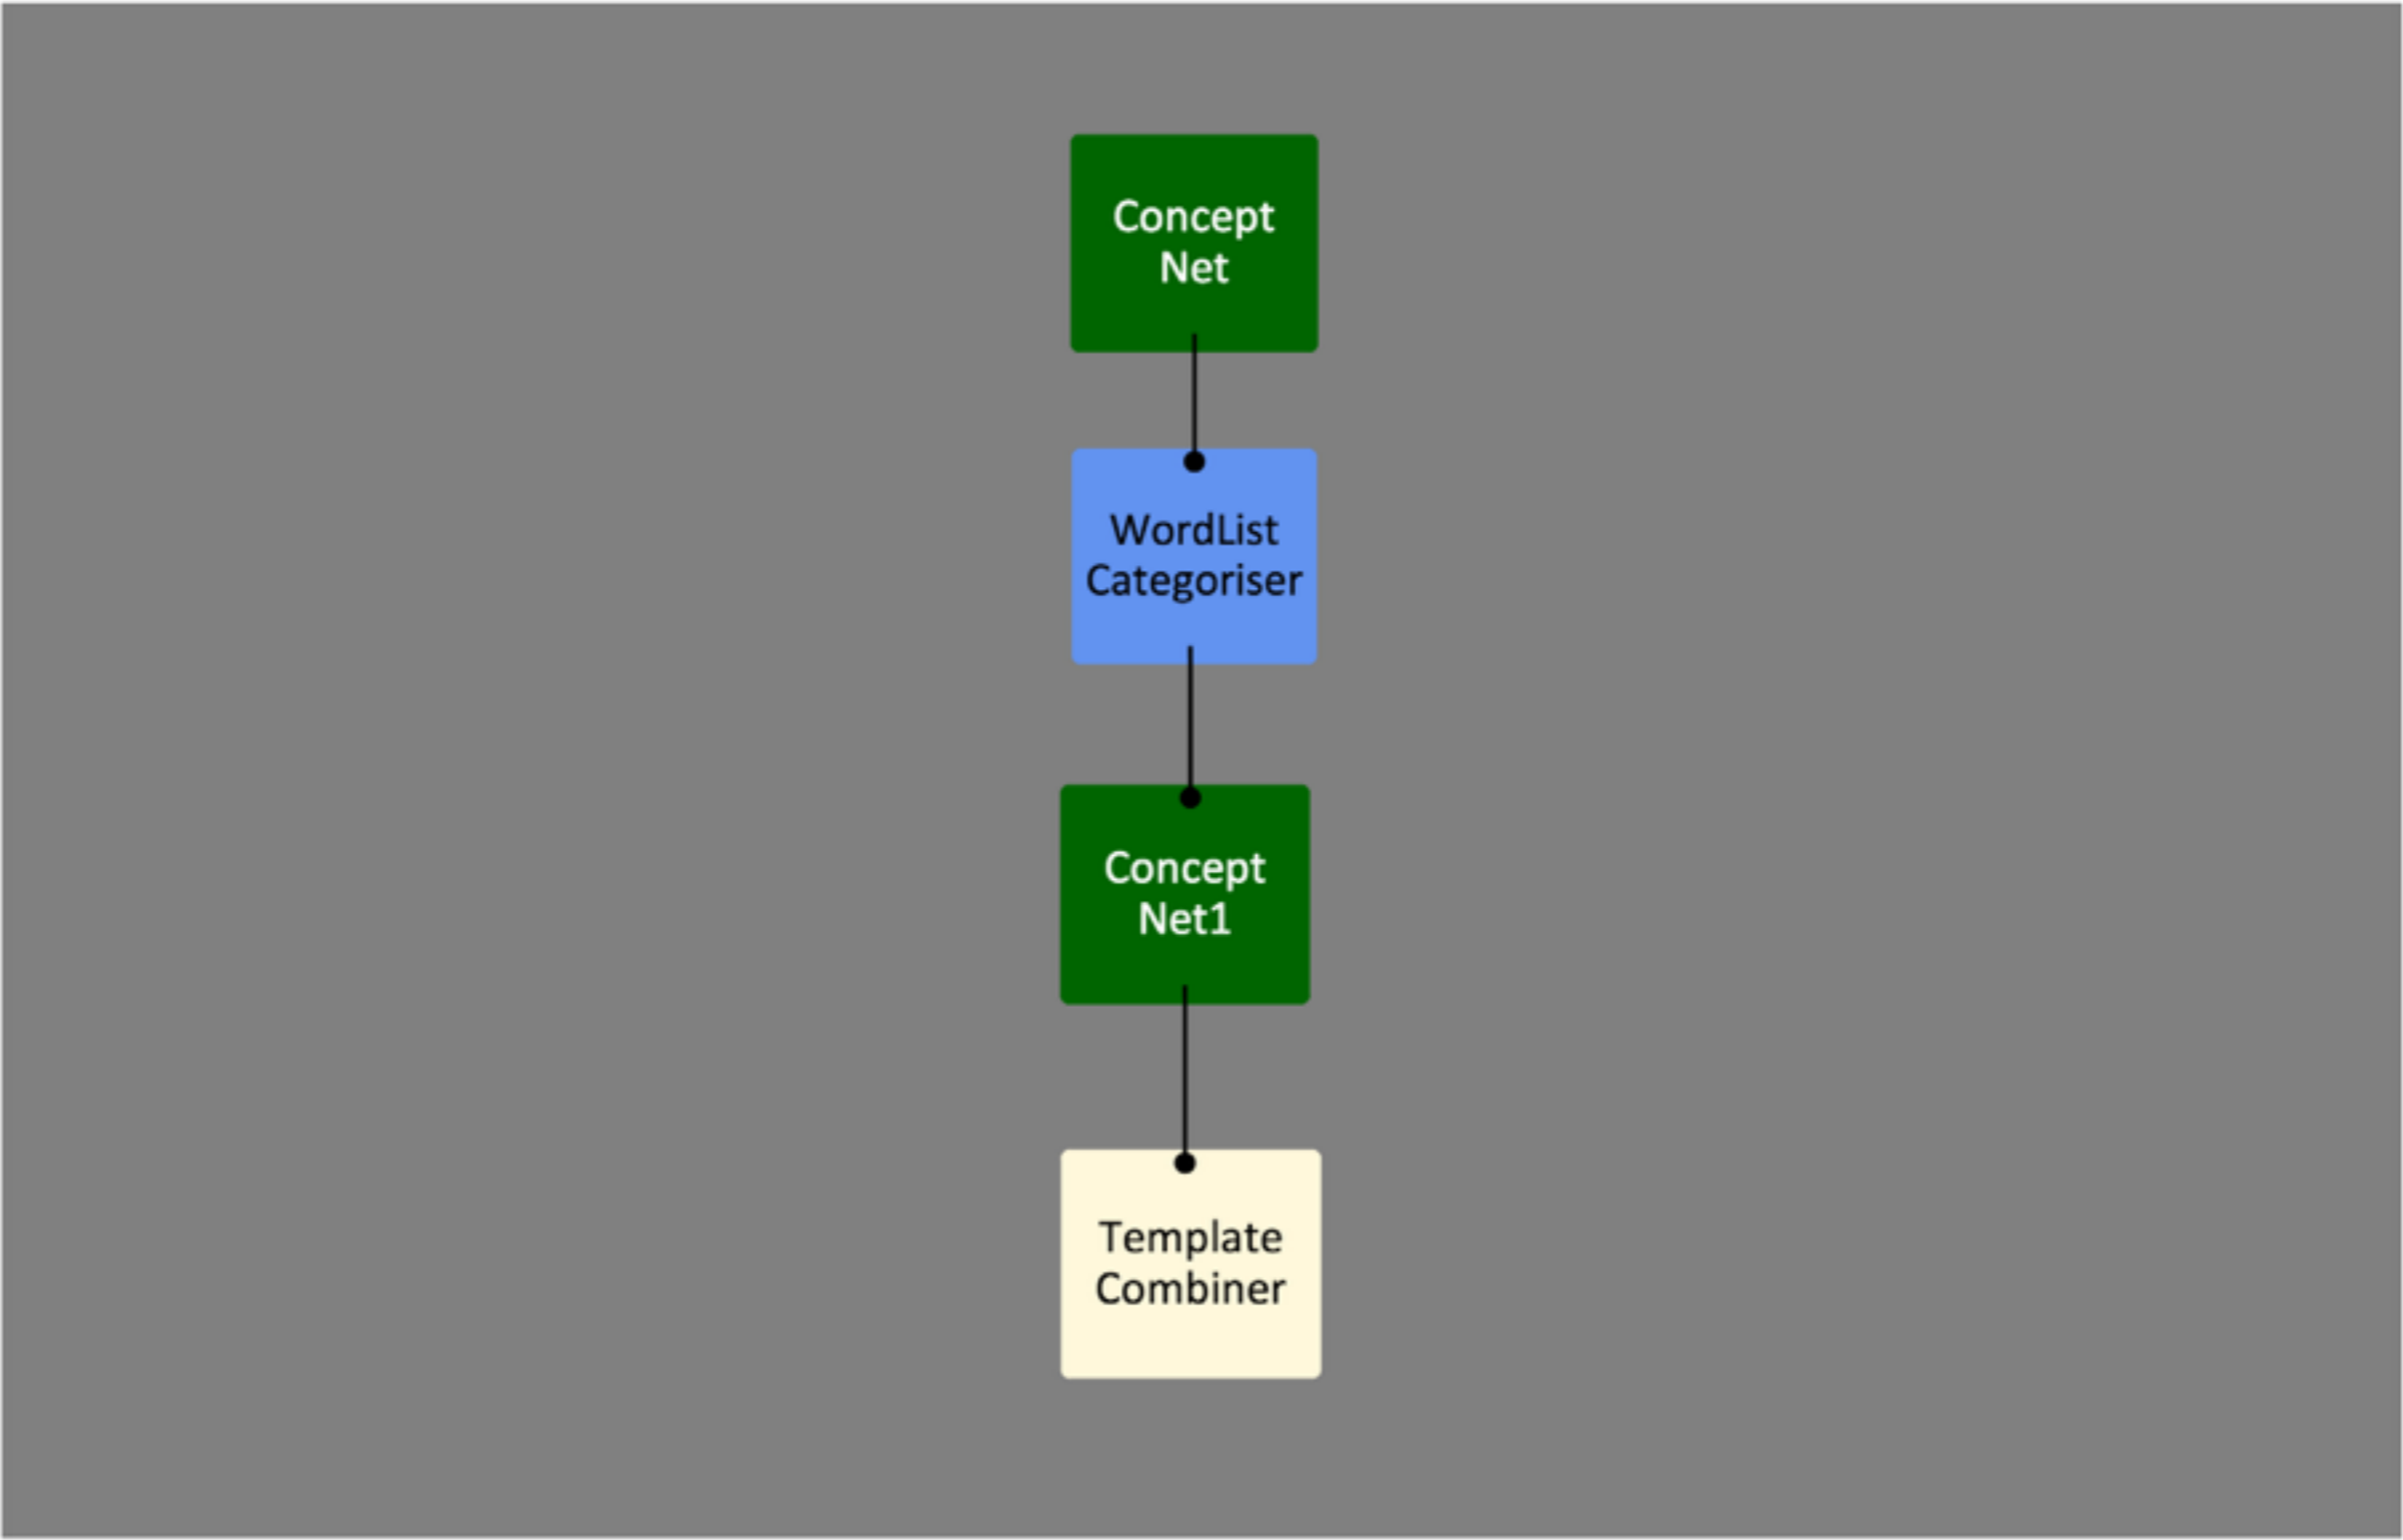 Concept
Net
WordList
Categoriser
Concept
Net1
Template
Combiner